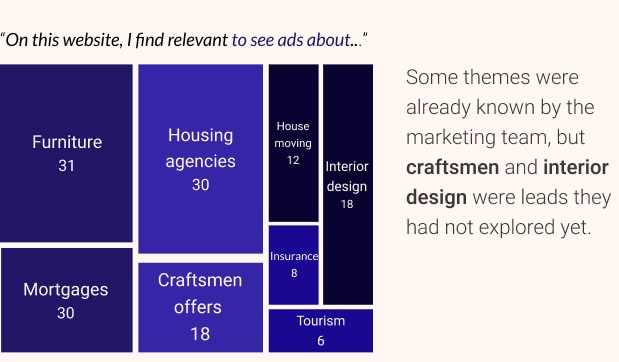 “On this website, I find relevant to see ads about...”
Furniture
31
Mortgages
30
Housing
agencies
30
Craftsmen
offers
18
House
moving
12
Interior
design
18
Insurance
8
Tourism
6
Some themes were
already known by the
marketing team, but
craftsmen and interior
design were leads they
had not explored yet.